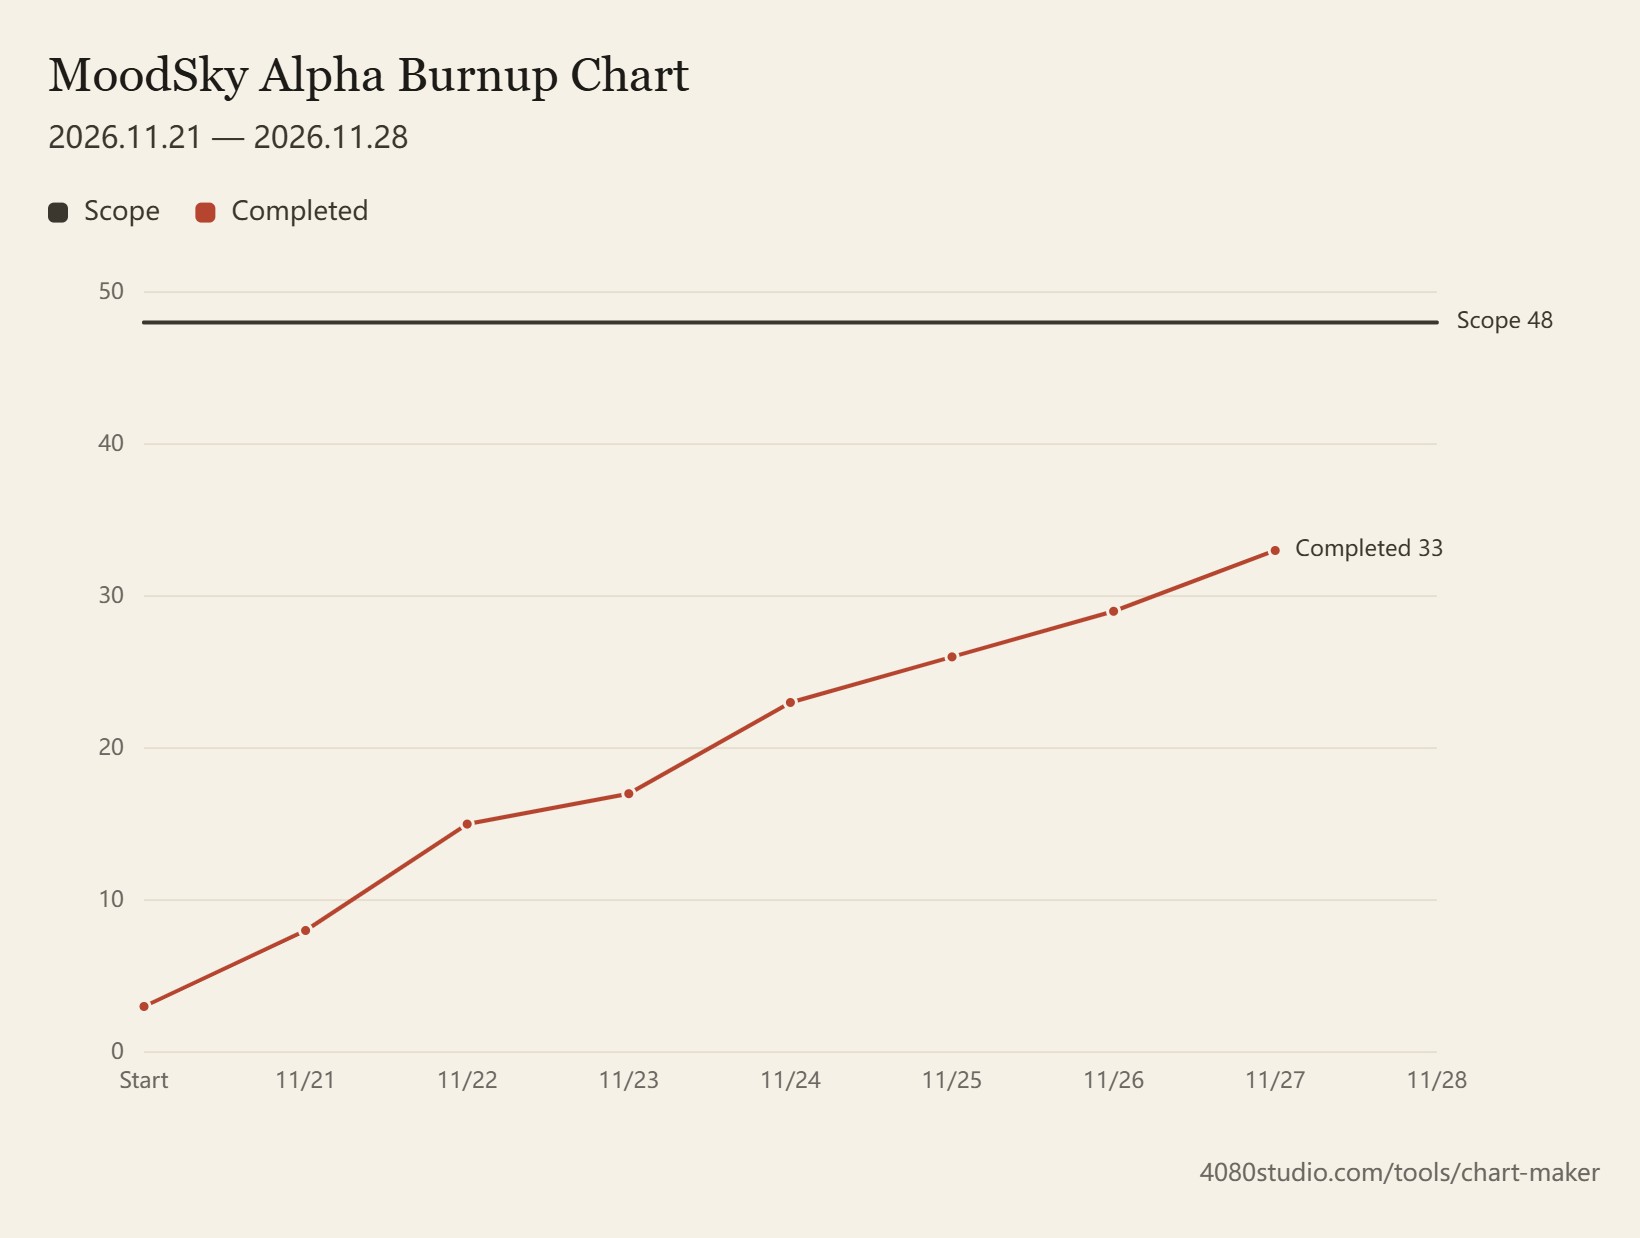 MoodSky Alpha Burnup Chart
2026.11.21 — 2026.11.28
Scope Completed
50
Scope 48
40
Completed 33
30
20
10
0
Start 11/21 11/22 11/23 11/24 11/25 11/26 11/27 11/28
4080studio.com/tools/chart-maker